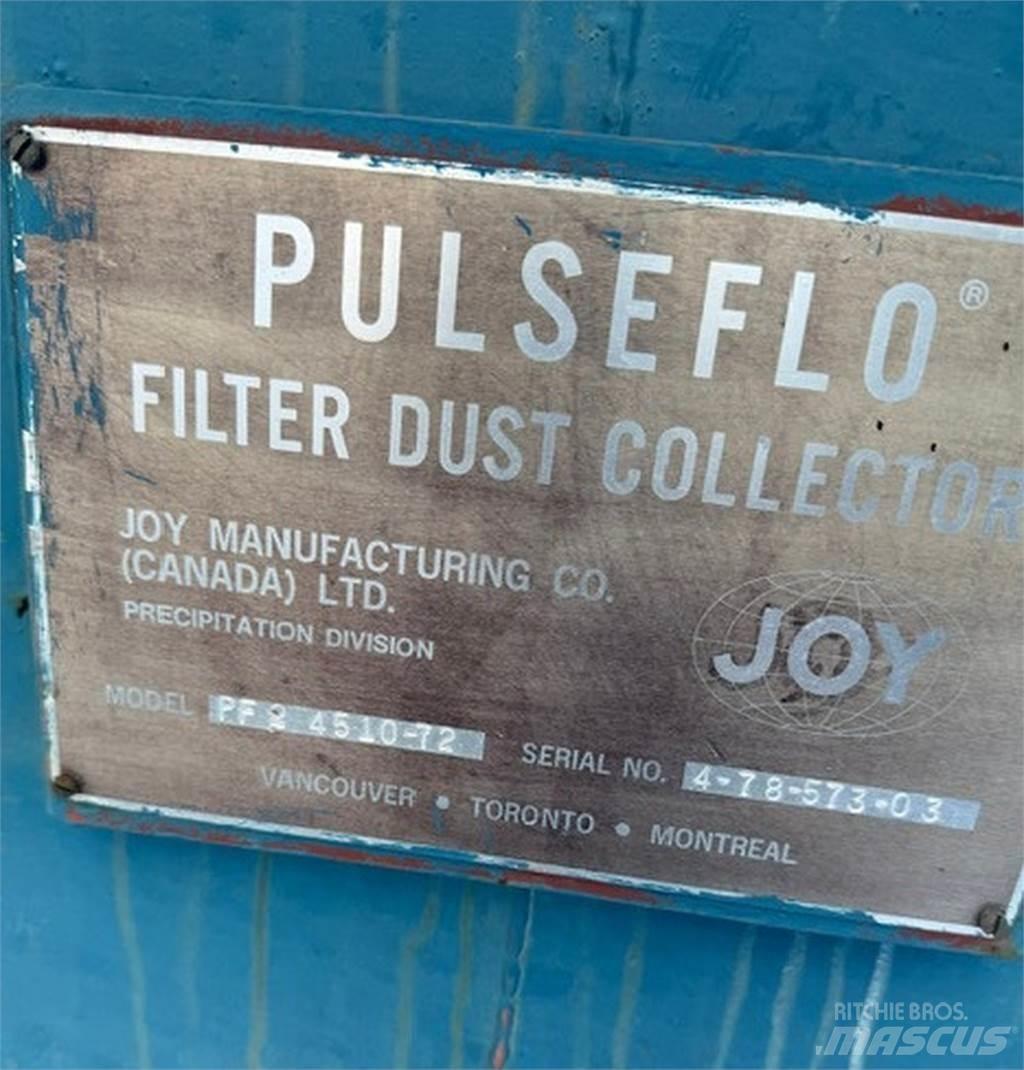 PULSEFLO®
FILTER DUST COLLECTOR
JOY MANUFACTURING CO.
(CANADA) LTD.
PRECIPITATION DIVISION
JOY
MODEL PF2 4510-72
SERIAL NO. 4-78-573-03
VANCOUVER • TORONTO • MONTREAL
RITCHIE BROS.
MASCUS